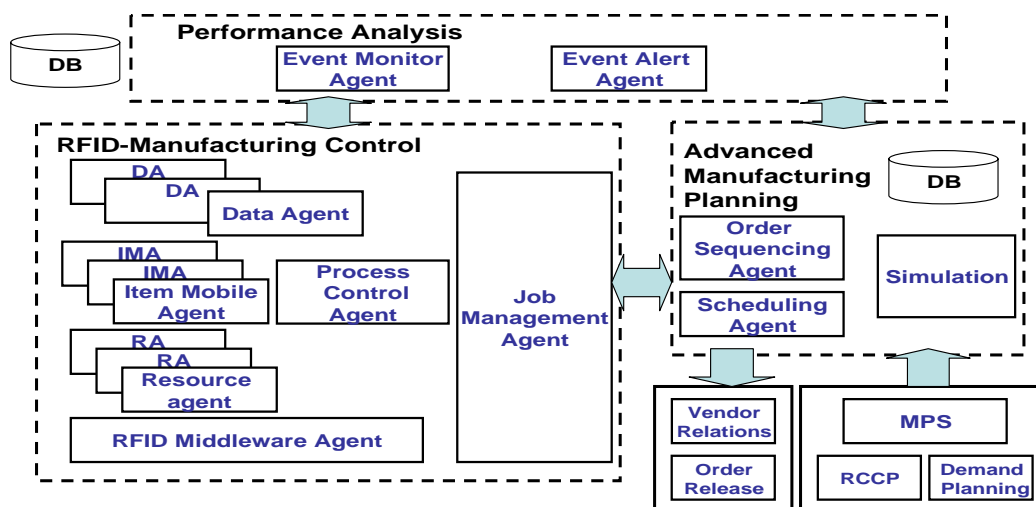 Performance Analysis
DB
Event Monitor
Agent
Event Alert
Agent
RFID-Manufacturing Control
DA
DA
Data Agent
IMA
IMA
Item Mobile
Agent
Process
Control
Agent
RA
RA
Resource
agent
RFID Middleware Agent
Job
Management
Agent
Advanced
Manufacturing
Planning
DB
Order
Sequencing
Agent
Simulation
Scheduling
Agent
Vendor
Relations
Order
Release
MPS
RCCP
Demand
Planning